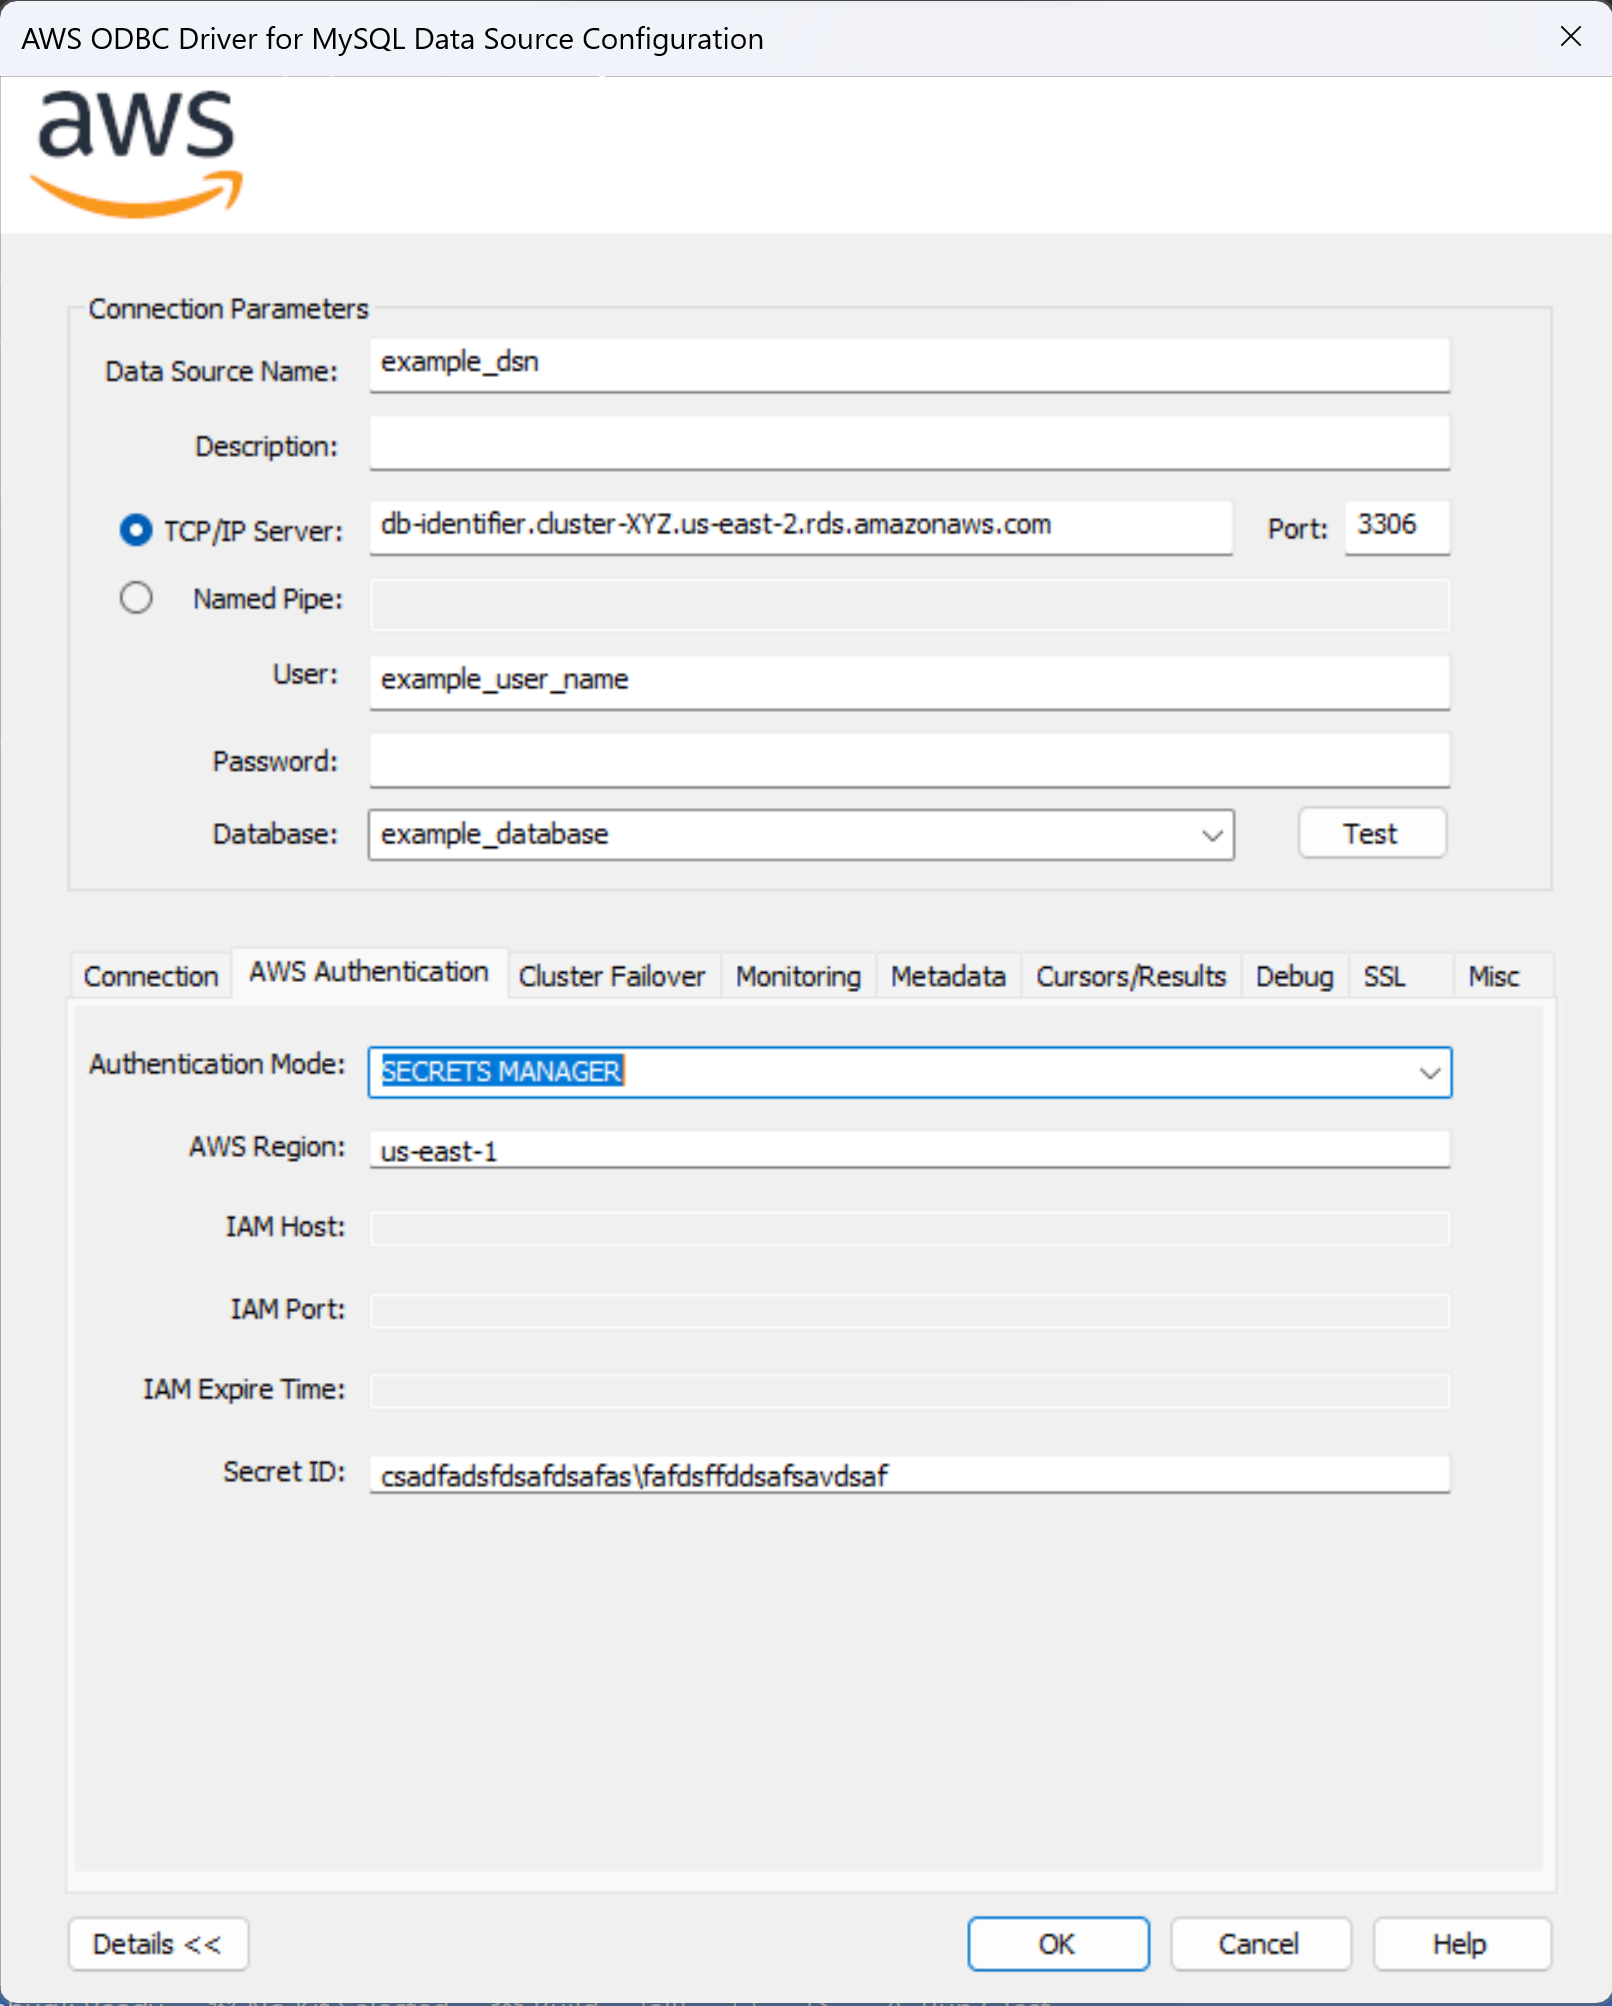 AWS ODBC Driver for MySQL Data Source Configuration
aws
Connection Parameters
Data Source Name: example_dsn
Description:
TCP/IP Server: db-identifier.cluster-XYZ.us-east-2.rds.amazonaws.com Port: 3306
Named Pipe:
User: example_user_name
Password:
Database: example_database Test
Connection AWS Authentication Cluster Failover Monitoring Metadata Cursors/Results Debug SSL Misc
Authentication Mode: SECRETS MANAGER
AWS Region: us-east-1
IAM Host:
IAM Port:
IAM Expire Time:
Secret ID: csadfadsfdsafdsafas\fafdsffddsafsavdsaf
Details << OK Cancel Help